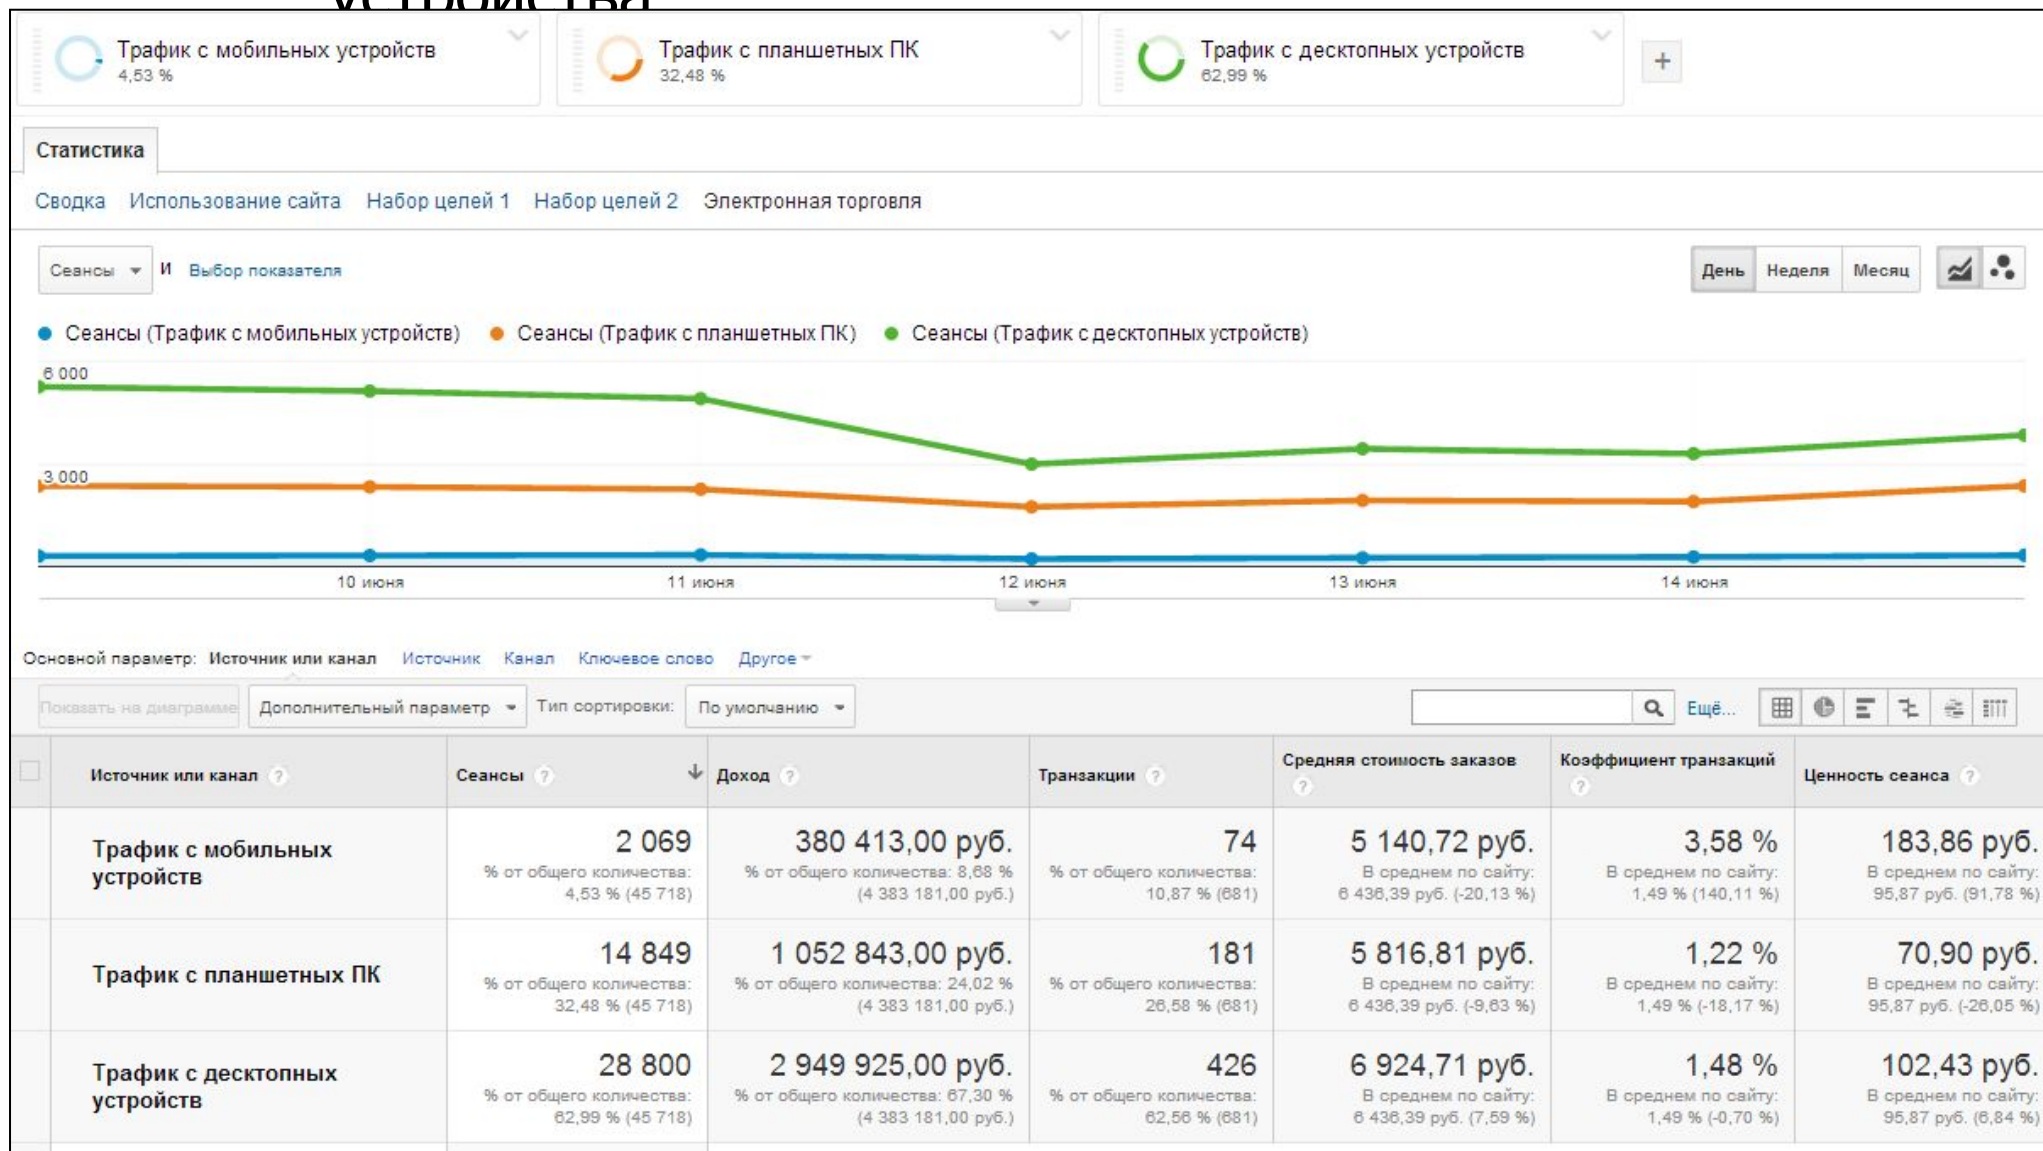 устройства
Трафик с мобильных устройств
4,53 %
Трафик с планшетных ПК
32,48 %
Трафик с десктопных устройств
62,99 %
+
Статистика
Сводка Использование сайта Набор целей 1 Набор целей 2 Электронная торговля
Сеансы и Выбор показателя День Неделя Месяц
Сеансы (Трафик с мобильных устройств) Сеансы (Трафик с планшетных ПК) Сеансы (Трафик с десктопных устройств)
6 000
3 000
10 июня 11 июня 12 июня 13 июня 14 июня
Основной параметр: Источник или канал Источник Канал Ключевое слово Другое
Показать на диаграмме Дополнительный параметр Тип сортировки: По умолчанию Ещё...
Источник или канал ? Сеансы ? Доход ? Транзакции ? Средняя стоимость заказов ? Коэффициент транзакций ? Ценность сеанса ?
Трафик с мобильных устройств
2 069 380 413,00 руб. 74 5 140,72 руб. 3,58 % 183,86 руб.
% от общего количества: % от общего количества: 8,68 % % от общего количества: В среднем по сайту: В среднем по сайту: В среднем по сайту:
4,53 % (45 718) (4 383 181,00 руб.) 10,87 % (681) 6 436,39 руб. (-20,13 %) 1,49 % (140,11 %) 95,87 руб. (91,78 %)
Трафик с планшетных ПК
14 849 1 052 843,00 руб. 181 5 816,81 руб. 1,22 % 70,90 руб.
% от общего количества: % от общего количества: 24,02 % % от общего количества: В среднем по сайту: В среднем по сайту: В среднем по сайту:
32,48 % (45 718) (4 383 181,00 руб.) 26,58 % (681) 6 436,39 руб. (-9,63 %) 1,49 % (-18,17 %) 95,87 руб. (-26,05 %)
Трафик с десктопных устройств
28 800 2 949 925,00 руб. 426 6 924,71 руб. 1,48 % 102,43 руб.
% от общего количества: % от общего количества: 67,30 % % от общего количества: В среднем по сайту: В среднем по сайту: В среднем по сайту:
62,99 % (45 718) (4 383 181,00 руб.) 62,56 % (681) 6 436,39 руб. (7,59 %) 1,49 % (-0,70 %) 95,87 руб. (6,84 %)